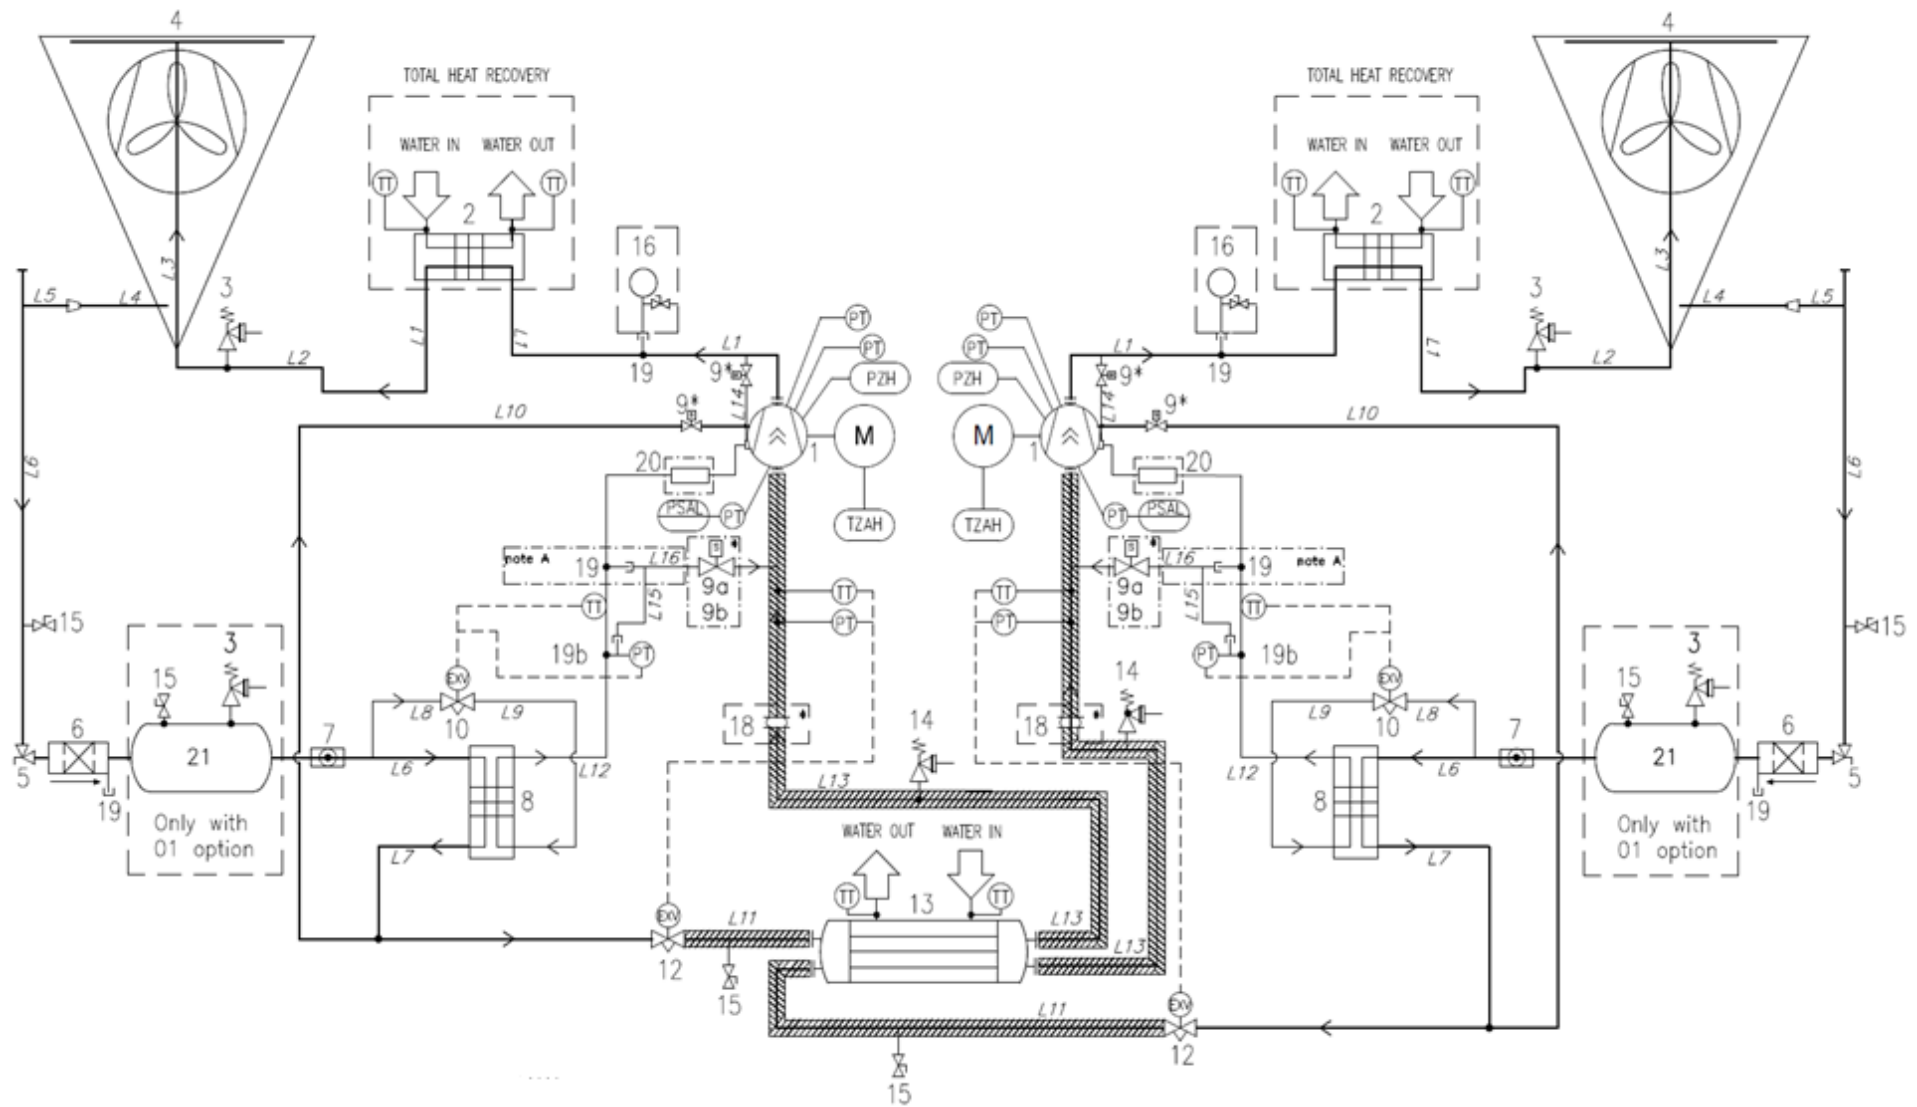 4
4
TOTAL HEAT RECOVERY
TOTAL HEAT RECOVERY
WATER IN
WATER OUT
WATER IN
WATER OUT
TT
TT
TT
TT
2
2
16
16
L3
L3
3
3
L5
L4
L4
L5
L1
L1
L1
L1
L1
L1
PT
PT
PT
PT
L2
L2
19
19
9*
9*
PZH
PZH
L14
L14
L10
9*
9*
L10
M
M
1
1
20
20
L6
L6
PSAL
PT
PT
PSAL
TZAH
TZAH
note A
19
L16
S
*
S
*
L16
19
note A
9a
9b
9a
9b
L15
L15
TT
TT
TT
TT
15
15
PT
PT
19b
PT
PT
19b
3
3
15
15
EXV
EXV
14
L8
L9
L9
L8
10
10
18
*
18
*
14
6
7
7
6
21
21
5
5
L6
L12
L12
L6
19
19
8
8
L13
Only with
O1 option
Only with
O1 option
WATER OUT
WATER IN
L7
L7
TT
TT
13
EXV
L11
L13
L13
12
15
EXV
L11
12
15